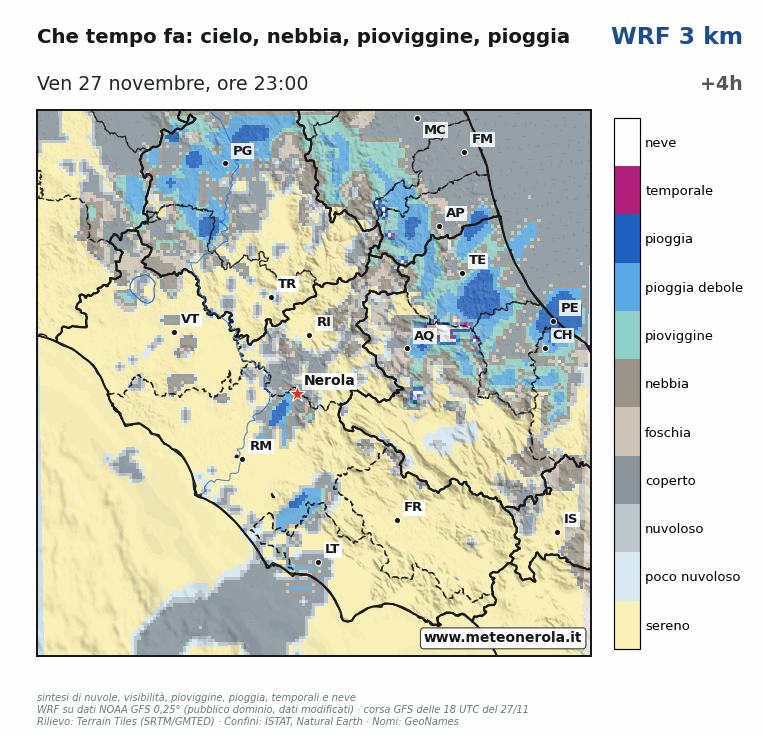 Che tempo fa: cielo, nebbia, pioviggine, pioggia
WRF 3 km
Ven 27 novembre, ore 23:00
+4h
MC
FM
PG
AP
TE
TR
PE
VT
RI
AQ
CH
Nerola
RM
FR
IS
LT
www.meteonerola.it
neve
temporale
pioggia
pioggia debole
pioviggine
nebbia
foschia
coperto
nuvoloso
poco nuvoloso
sereno
sintesi di nuvole, visibilità, pioviggine, pioggia, temporali e neve
WRF su dati NOAA GFS 0,25° (pubblico dominio, dati modificati) · corsa GFS delle 18 UTC del 27/11
Rilievo: Terrain Tiles (SRTM/GMTED) · Confini: ISTAT, Natural Earth · Nomi: GeoNames